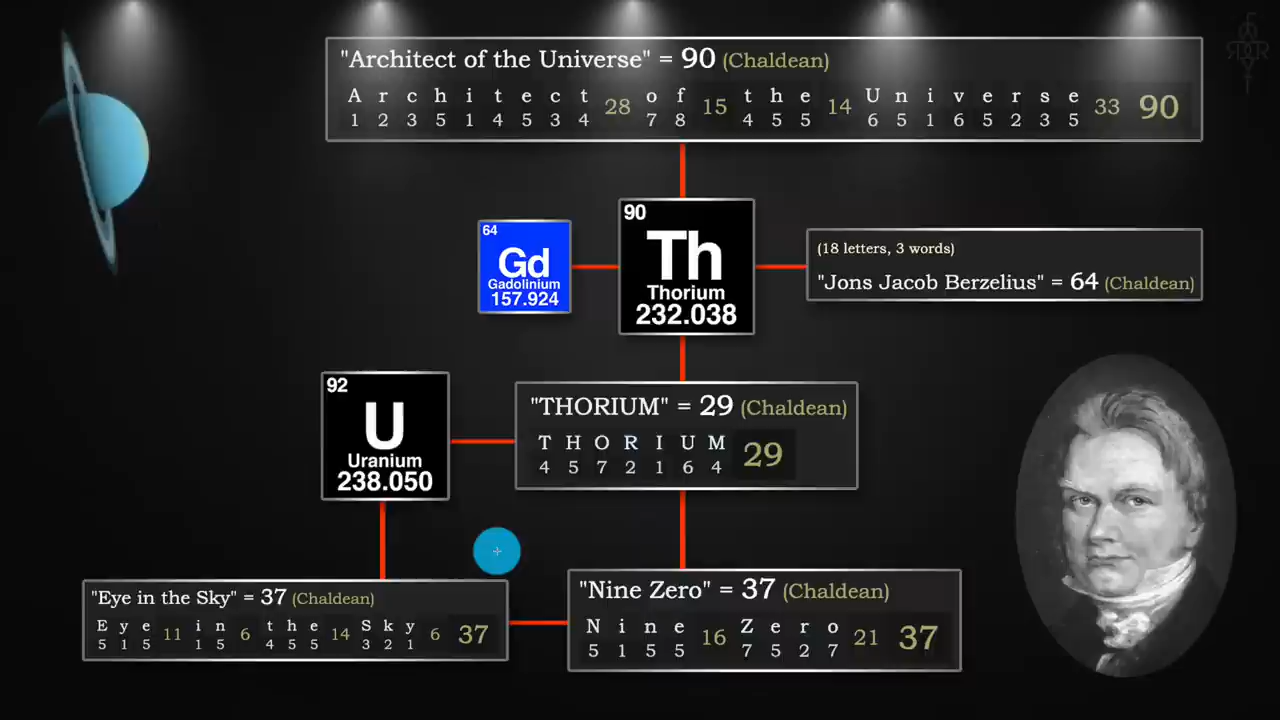 "Architect of the Universe" = 90 (Chaldean)
A r c h i t e c t 28 o f 15 t h e 14 U n i v e r s e 33 90
1 2 3 5 1 4 5 3 4 7 8 4 5 5 6 5 1 6 5 2 3 5
64
Gd
Gadolinium
157.924
90
Th
Thorium
232.038
(18 letters, 3 words)
"Jons Jacob Berzelius" = 64 (Chaldean)
92
U
Uranium
238.050
"THORIUM" = 29 (Chaldean)
T H O R I U M 29
4 5 7 2 1 6 4
"Eye in the Sky" = 37 (Chaldean)
E y e 11 i n 6 t h e 14 S k y 6 37
5 1 5 1 5 4 5 5 3 2 1
"Nine Zero" = 37 (Chaldean)
N i n e 16 Z e r o 21 37
5 1 5 5 7 5 2 7